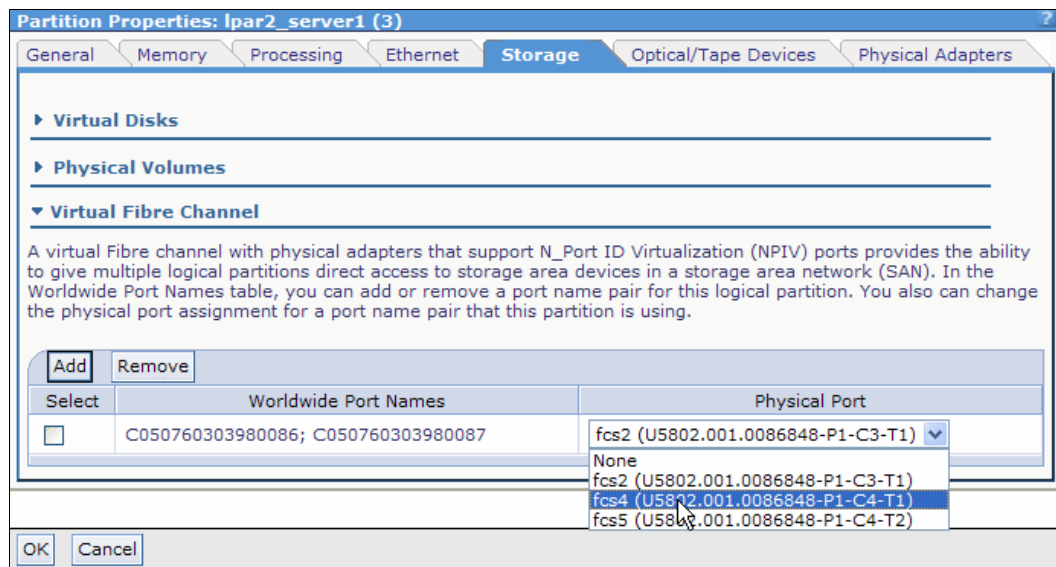 Partition Properties: lpar2_server1 (3)
?
General Memory Processing Ethernet Storage Optical/Tape Devices Physical Adapters
Virtual Disks
Physical Volumes
Virtual Fibre Channel
A virtual Fibre channel with physical adapters that support N_Port ID Virtualization (NPIV) ports provides the ability
to give multiple logical partitions direct access to storage area devices in a storage area network (SAN). In the
Worldwide Port Names table, you can add or remove a port name pair for this logical partition. You also can change
the physical port assignment for a port name pair that this partition is using.
Add Remove
Select Worldwide Port Names Physical Port
C050760303980086; C050760303980087 fcs2 (U5802.001.0086848-P1-C3-T1)
None
fcs2 (U5802.001.0086848-P1-C3-T1)
fcs4 (U5802.001.0086848-P1-C4-T1)
fcs5 (U5802.001.0086848-P1-C4-T2)
OK Cancel